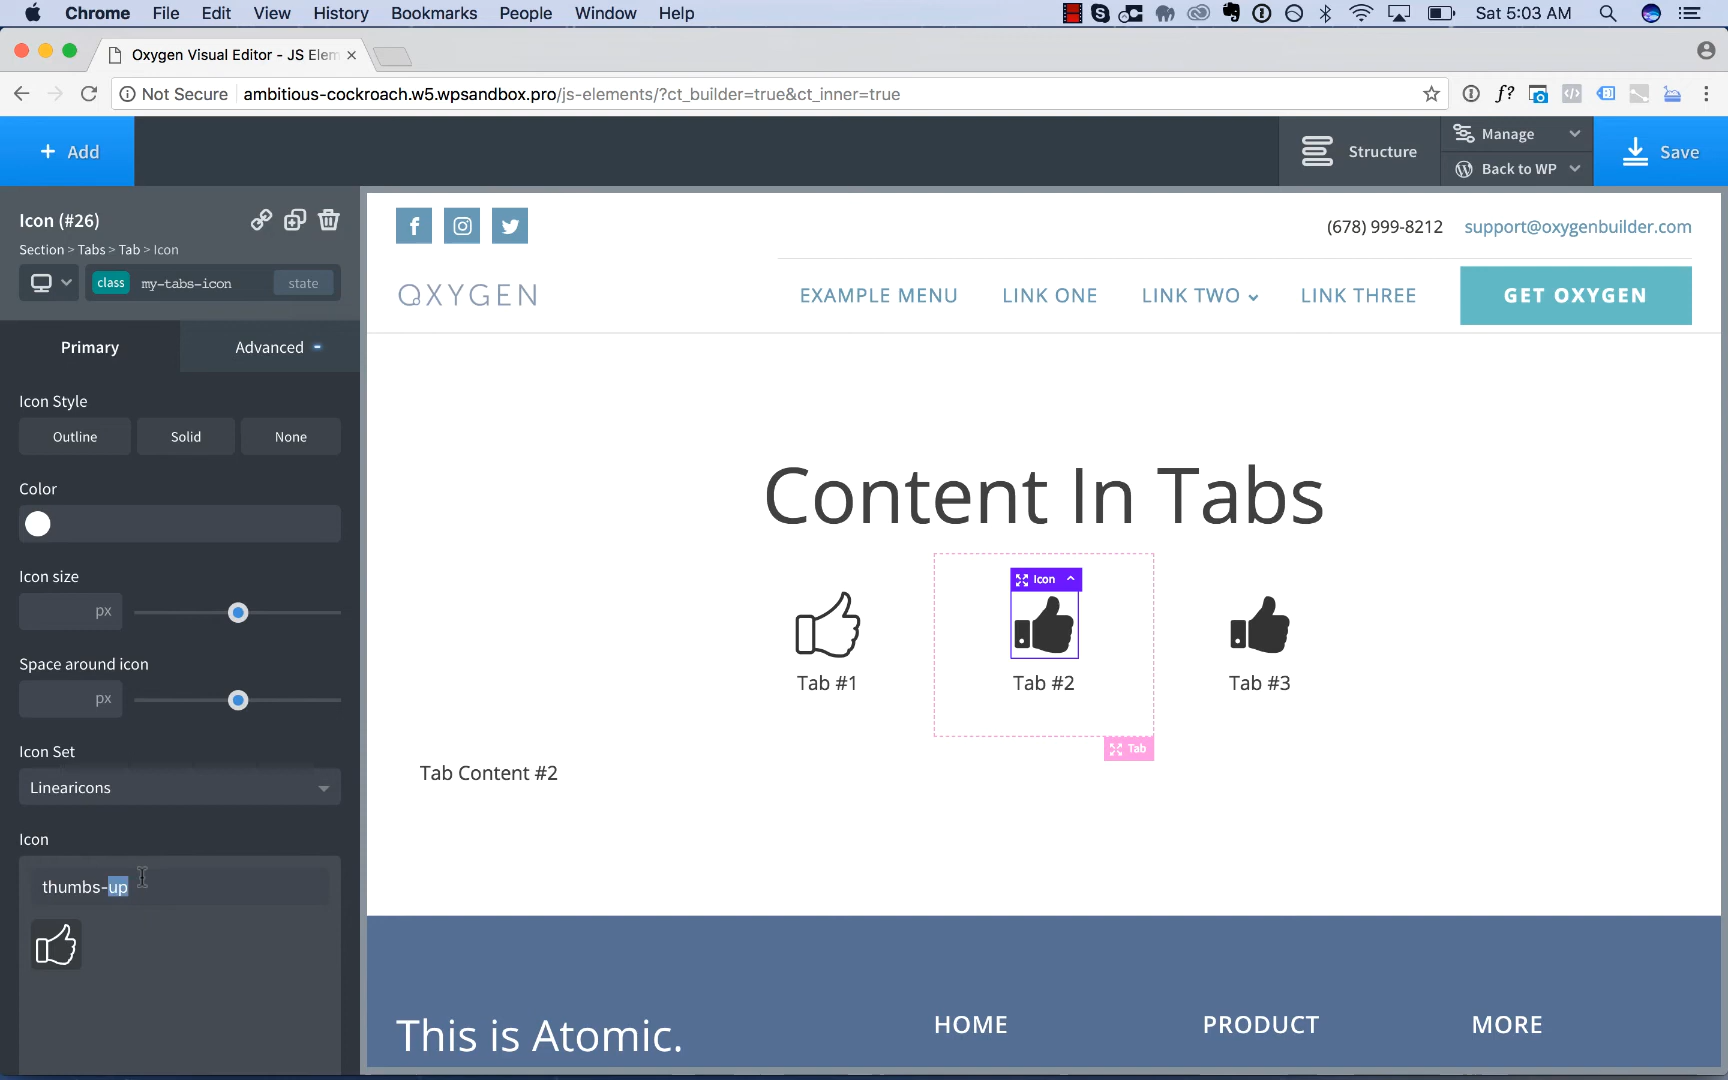 Chrome File Edit View History Bookmarks People Window Help Sat 5:03 AM
Oxygen Visual Editor - JS Elem
Not Secure ambitious-cockroach.w5.wpsandbox.pro/js-elements/?ct_builder=true&ct_inner=true
+ Add
Structure
Manage
Back to WP
Save
Icon (#26)
Section > Tabs > Tab > Icon
class my-tabs-icon state
Primary Advanced
Icon Style
Outline Solid None
Color
Icon size
px
Space around icon
px
Icon Set
Linearicons
Icon
thumbs-up
(678) 999-8212 support@oxygenbuilder.com
OXYGEN
EXAMPLE MENU LINK ONE LINK TWO LINK THREE GET OXYGEN
Content In Tabs
Icon
Tab #1 Tab #2 Tab #3
Tab
Tab Content #2
This is Atomic.
HOME PRODUCT MORE